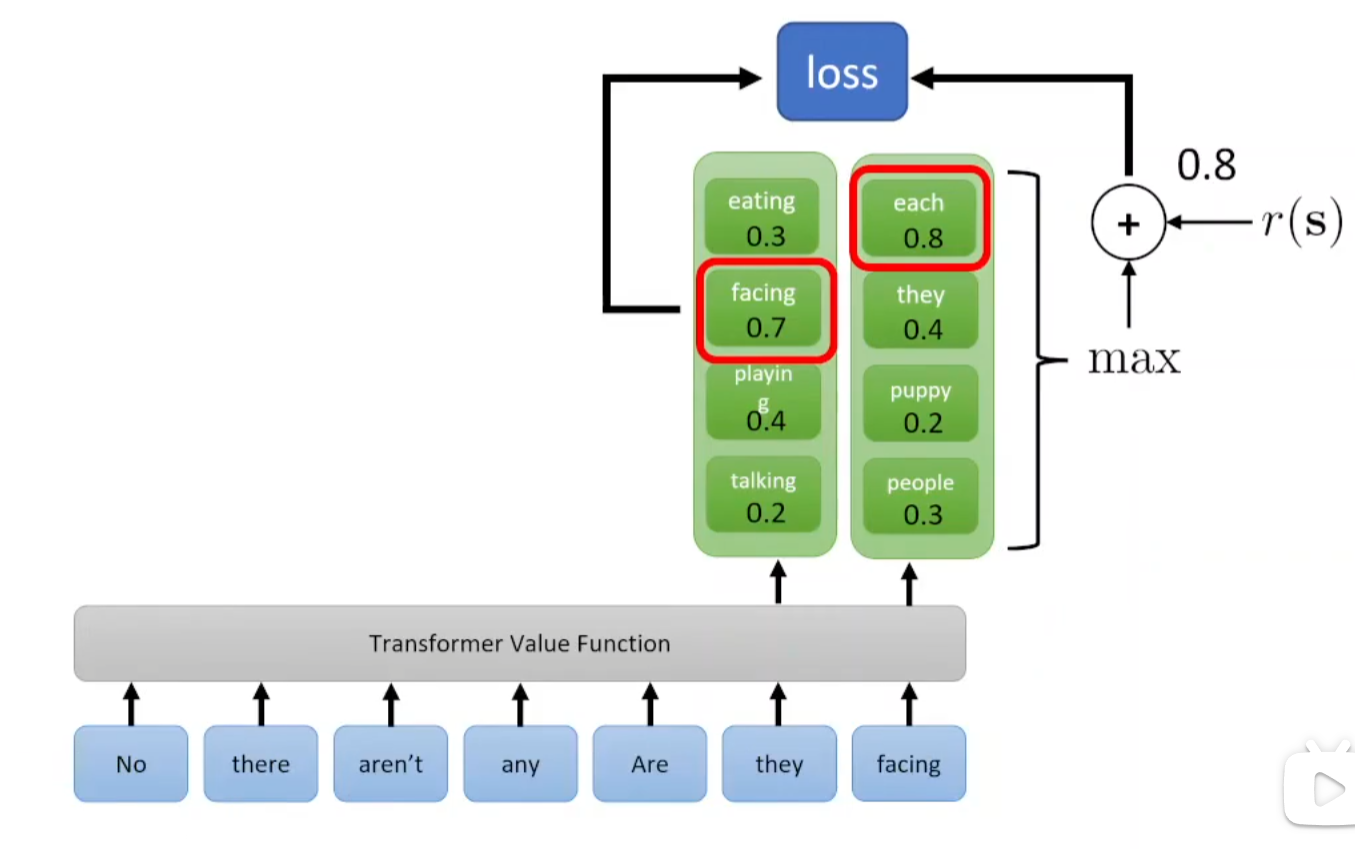 loss
0.8
+
r(s)
max
eating
0.3
facing
0.7
playin
g
0.4
talking
0.2
each
0.8
they
0.4
puppy
0.2
people
0.3
Transformer Value Function
No
there
aren't
any
Are
they
facing